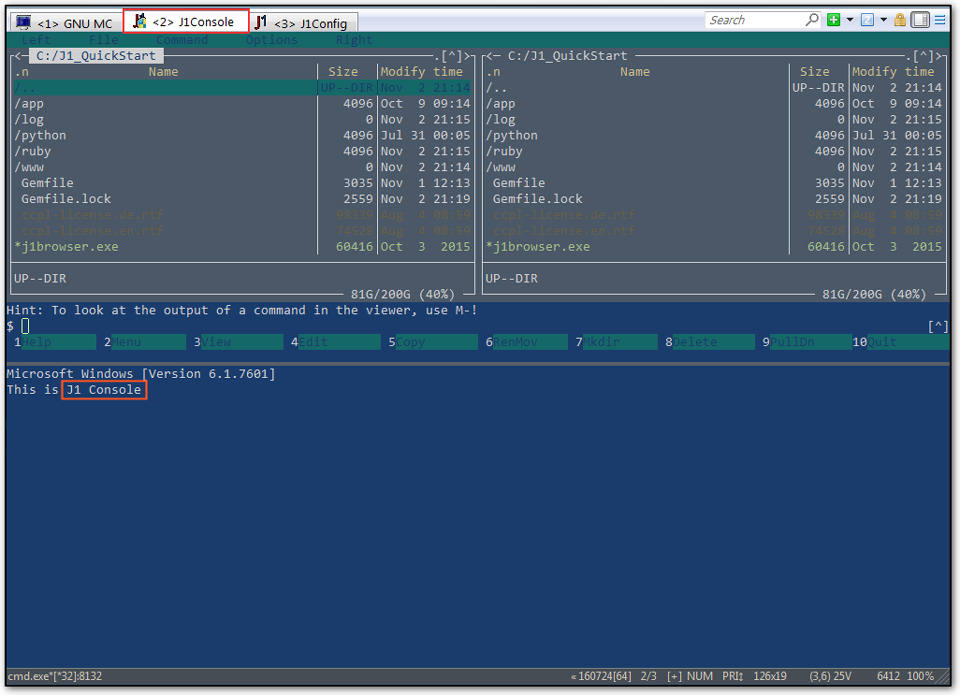 <1> GNU MC <2> J1Console <3> J1Config Search
Left File Command Options Right
<─ C:/J1_QuickStart .[^]> <─ C:/J1_QuickStart .[^]>
.n Name Size Modify time .n Name Size Modify time
/.. UP--DIR Nov 2 21:14 /.. UP--DIR Nov 2 21:14
/app 4096 Oct 9 09:14 /app 4096 Oct 9 09:14
/log 0 Nov 2 21:15 /log 0 Nov 2 21:15
/python 4096 Jul 31 00:05 /python 4096 Jul 31 00:05
/ruby 4096 Nov 2 21:15 /ruby 4096 Nov 2 21:15
/www 0 Nov 2 21:14 /www 0 Nov 2 21:14
Gemfile 3035 Nov 1 12:13 Gemfile 3035 Nov 1 12:13
Gemfile.lock 2559 Nov 2 21:19 Gemfile.lock 2559 Nov 2 21:19
ccpl-license.de.rtf 98339 Aug 4 08:59 ccpl-license.de.rtf 98339 Aug 4 08:59
ccpl-license.en.rtf 74528 Aug 4 08:59 ccpl-license.en.rtf 74528 Aug 4 08:59
*j1browser.exe 60416 Oct 3 2015 *j1browser.exe 60416 Oct 3 2015
UP--DIR UP--DIR
81G/200G (40%) 81G/200G (40%)
Hint: To look at the output of a command in the viewer, use M-!
$ [^]
1Help 2Menu 3View 4Edit 5Copy 6RenMov 7Mkdir 8Delete 9PullDn 10Quit
Microsoft Windows [Version 6.1.7601]
This is J1 Console
cmd.exe*[*32]:8132 «160724[64] 2/3 [+] NUM PRI‡ 126x19 (3,6) 25V 6412 100%